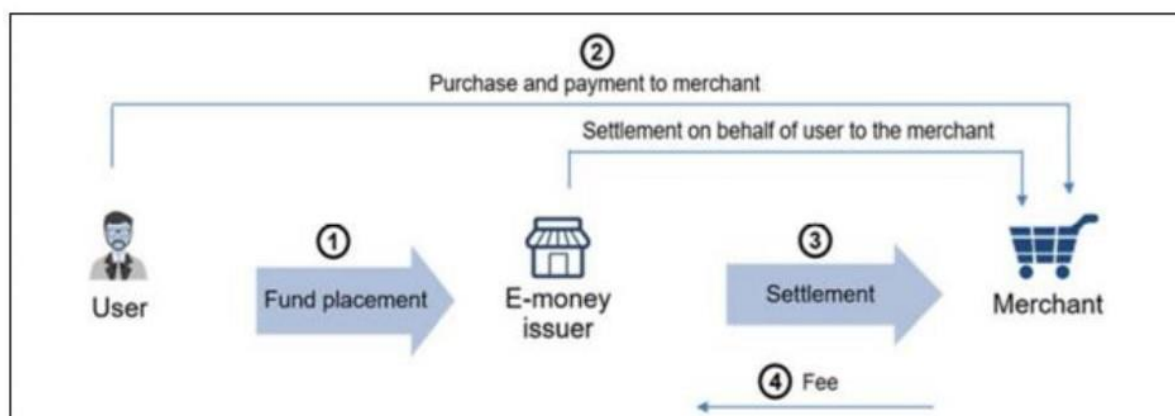 ②
Purchase and payment to merchant
Settlement on behalf of user to the merchant
①
③
User
Fund placement
E-money
issuer
Settlement
Merchant
④ Fee